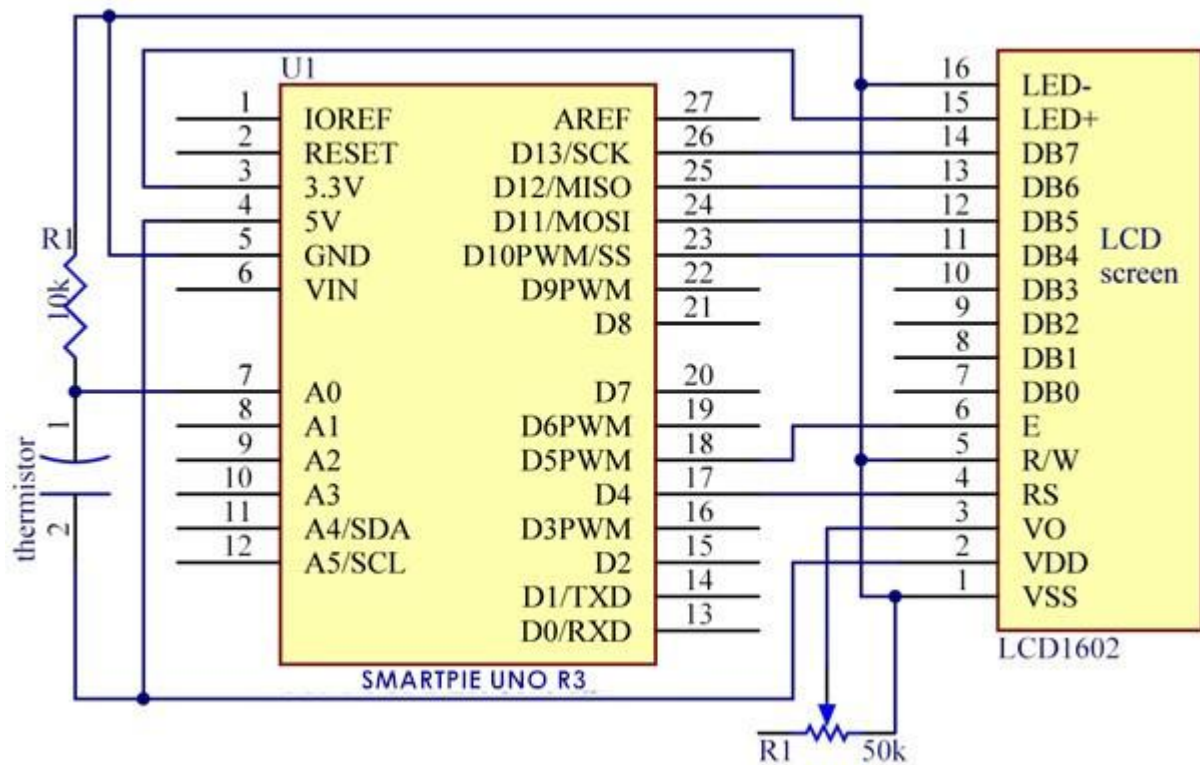 U1
1 IOREF
2 RESET
3 3.3V
4 5V
5 GND
6 VIN
7 A0
8 A1
9 A2
10 A3
11 A4/SDA
12 A5/SCL
AREF 27
D13/SCK 26
D12/MISO 25
D11/MOSI 24
D10PWM/SS 23
D9PWM 22
D8 21
D7 20
D6PWM 19
D5PWM 18
D4 17
D3PWM 16
D2 15
D1/TXD 14
D0/RXD 13
SMARTPIE UNO R3
R1
10k
thermistor
1
2
16 LED-
15 LED+
14 DB7
13 DB6
12 DB5
11 DB4
10 DB3
9 DB2
8 DB1
7 DB0
6 E
5 R/W
4 RS
3 VO
2 VDD
1 VSS
LCD
screen
LCD1602
R1 50k